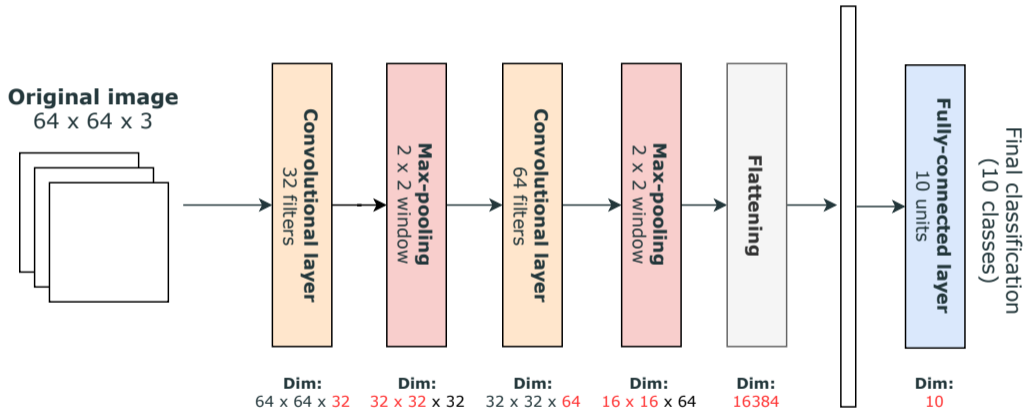 Original image
64 x 64 x 3
Convolutional layer
32 filters
Max-pooling
2 x 2 window
Convolutional layer
64 filters
Max-pooling
2 x 2 window
Flattening
Fully-connected layer
10 units
Final classification
(10 classes)
Dim:
64 x 64 x 32
Dim:
32 x 32 x 32
Dim:
32 x 32 x 64
Dim:
16 x 16 x 64
Dim:
16384
Dim:
10